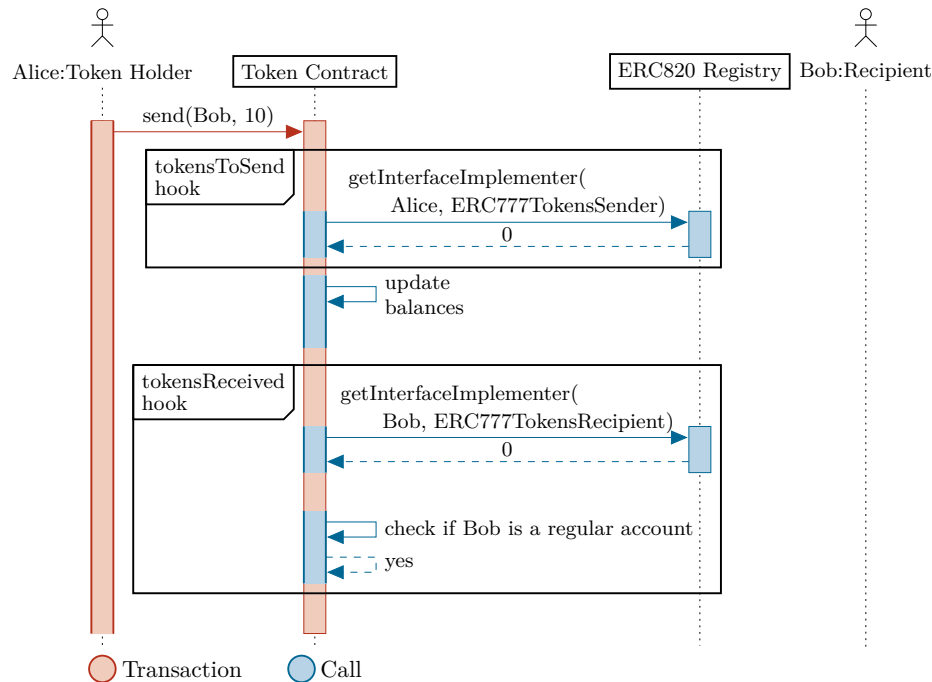 Alice:Token Holder
Token Contract
ERC820 Registry
Bob:Recipient
send(Bob, 10)
tokensToSend
hook
getInterfaceImplementer(
Alice, ERC777TokensSender)
0
update
balances
tokensReceived
hook
getInterfaceImplementer(
Bob, ERC777TokensRecipient)
0
check if Bob is a regular account
yes
Transaction
Call